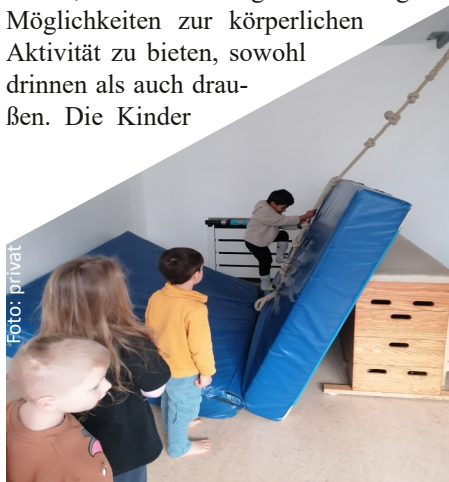 Möglichkeiten zur körperlichen
Aktivität zu bieten, sowohl
drinnen als auch drau-
ßen. Die Kinder
Foto: privat